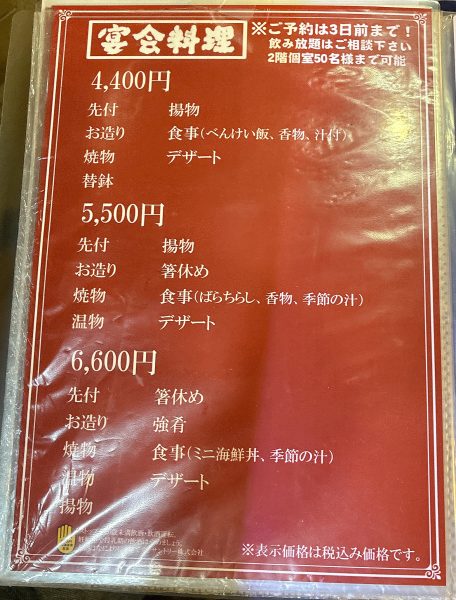 宴会料理
※ご予約は3日前まで！
飲み放題はご相談下さい
2階個室50名様まで可能
4,400円
先付 揚物
お造り 食事(べんけい飯、香物、汁付)
焼物 デザート
替鉢
5,500円
先付 揚物
お造り 箸休め
焼物 食事(ばらちらし、香物、季節の汁)
温物 デザート
6,600円
先付 箸休め
お造り 強肴
焼物 食事(ミニ海鮮丼、季節の汁)
温物 デザート
揚物
※表示価格は税込み価格です。